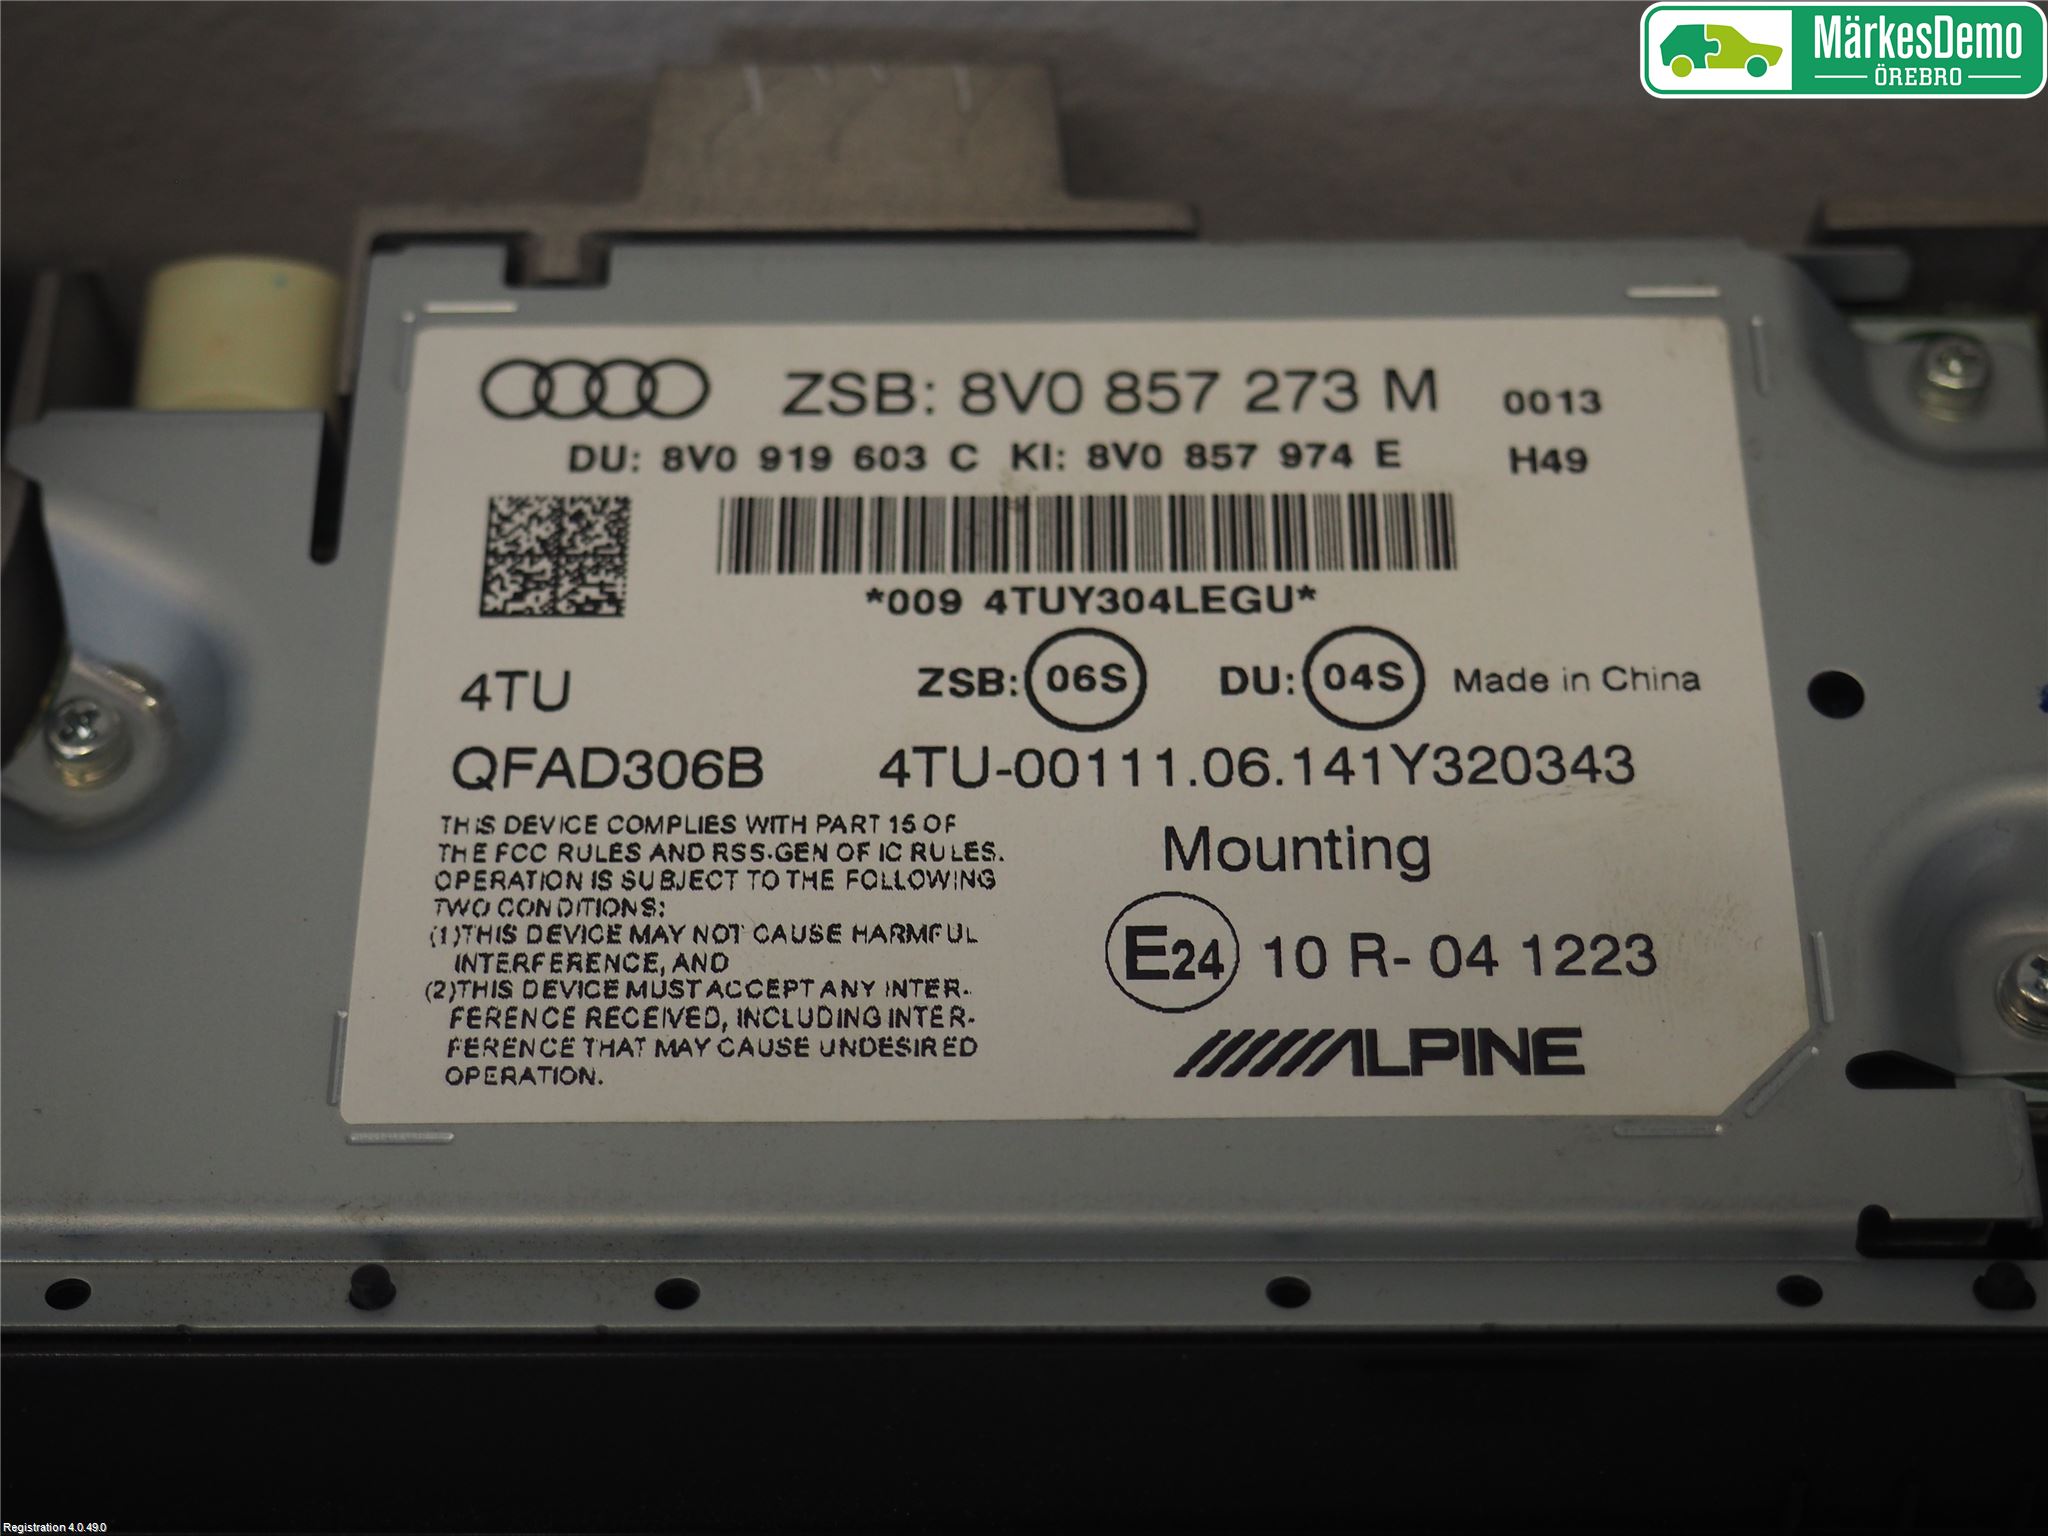 MärkesDemo
ÖREBRO
ZSB: 8V0 857 273 M 0013
DU: 8V0 919 603 C KI: 8V0 857 974 E H49
*009 4TUY304LEGU*
4TU ZSB: 06S DU: 04S Made in China
QFAD306B 4TU-00111.06.141Y320343
THIS DEVICE COMPLIES WITH PART 15 OF
THE FCC RULES AND RSS-GEN OF IC RULES.
OPERATION IS SUBJECT TO THE FOLLOWING
TWO CONDITIONS:
(1)THIS DEVICE MAY NOT CAUSE HARMFUL
INTERFERENCE, AND
(2)THIS DEVICE MUST ACCEPT ANY INTER-
FERENCE RECEIVED, INCLUDING INTER-
FERENCE THAT MAY CAUSE UNDESIRED
OPERATION.
Mounting
E24 10 R- 04 1223
ALPINE
Registration 4.0.49.0